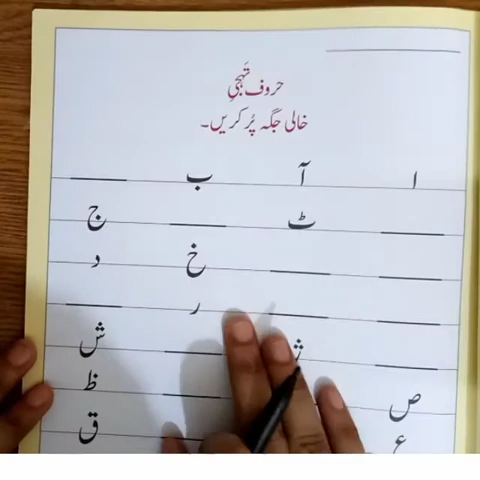 حروف تہجی
خالی جگہ پُر کریں۔
ا آ ب
ٹ ج
خ د
ر
ژ ش
ص ظ
ع ق